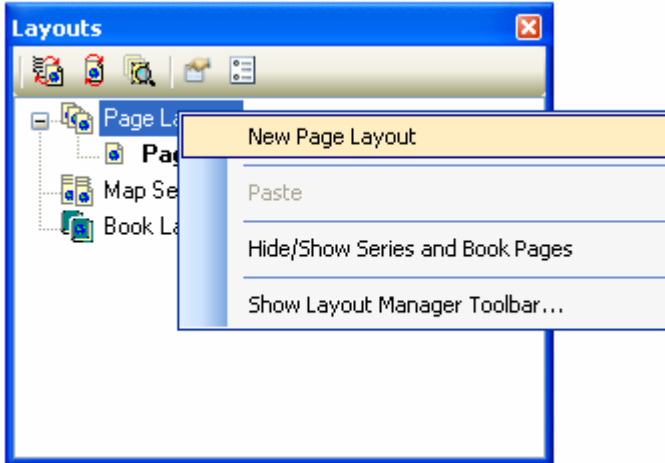 Layouts
Page La
New Page Layout
Pag
Paste
Map Se
Hide/Show Series and Book Pages
Book La
Show Layout Manager Toolbar...